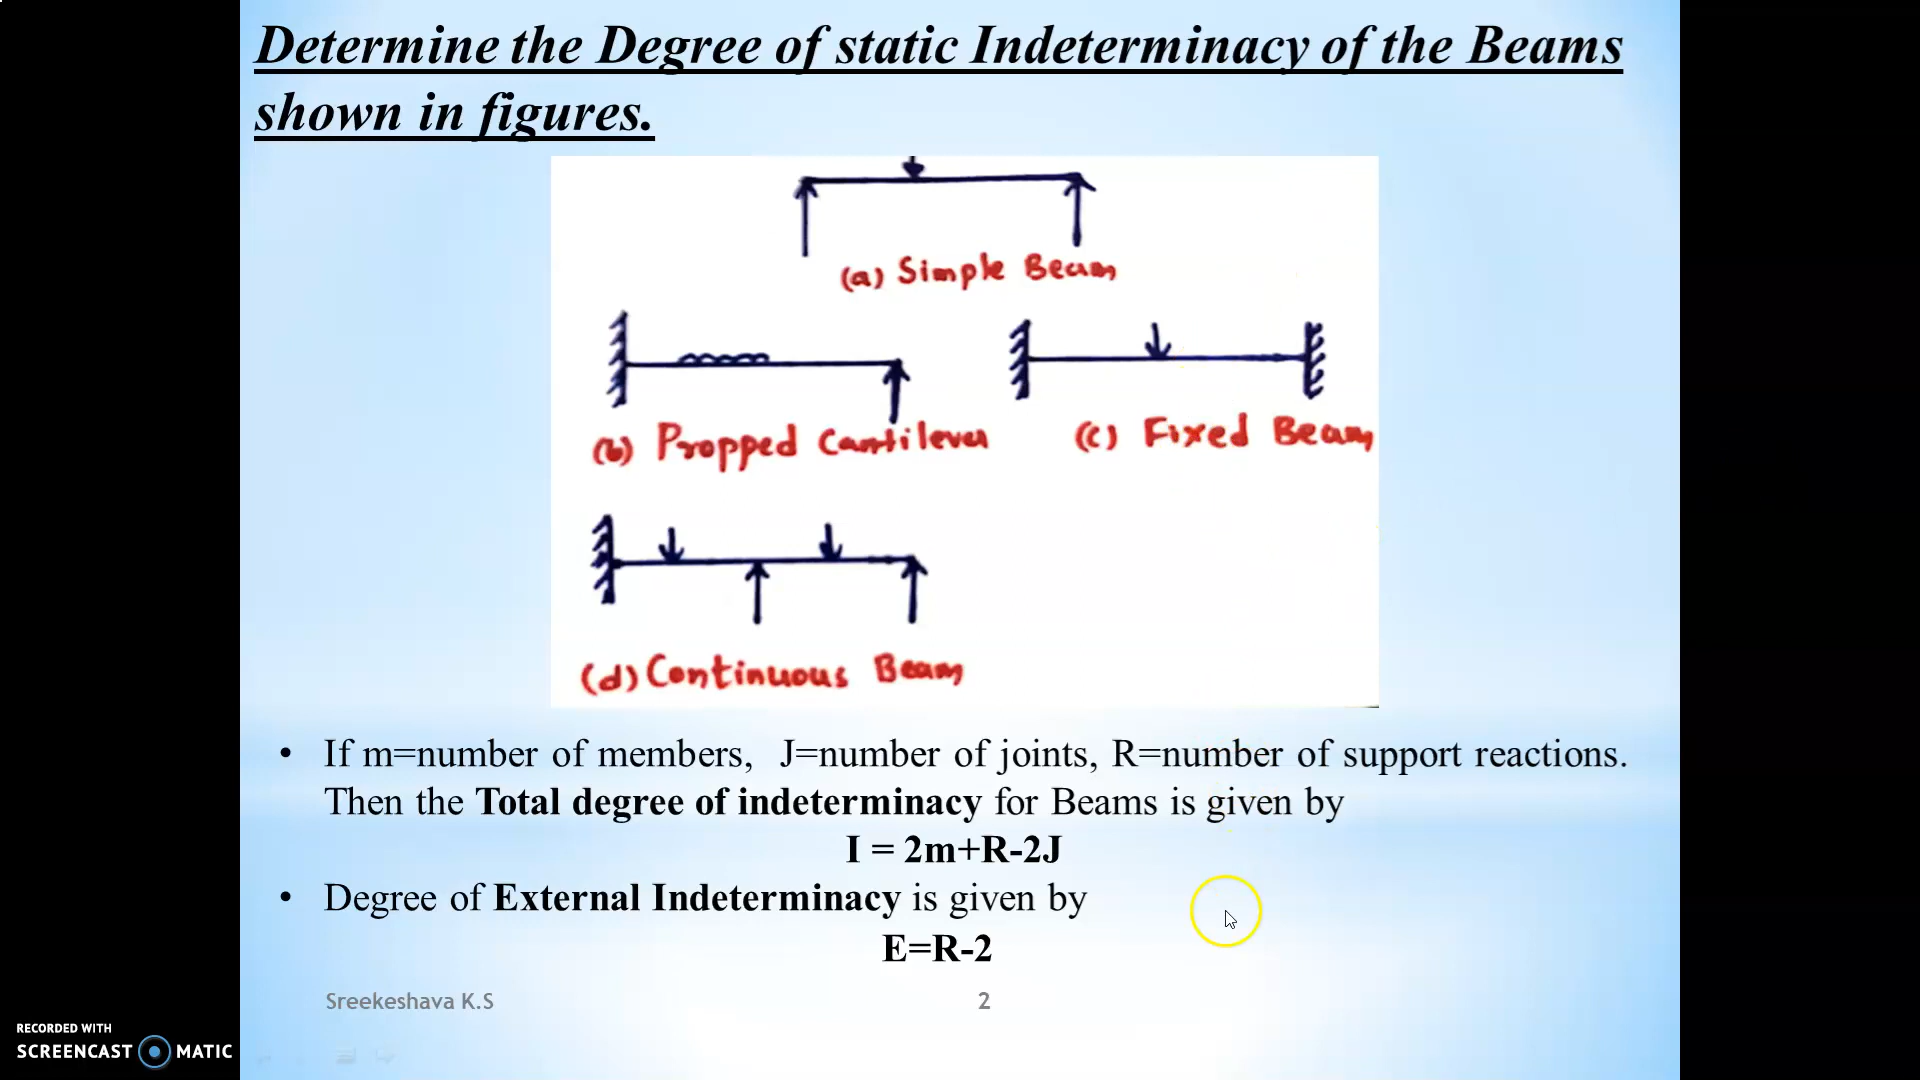 Determine the Degree of static Indeterminacy of the Beams
shown in figures.
(a) Simple Beam
(b) Propped Cantilever
(c) Fixed Beam
(d) Continuous Beam
• If m=number of members, J=number of joints, R=number of support reactions.
Then the Total degree of indeterminacy for Beams is given by
I = 2m+R-2J
• Degree of External Indeterminacy is given by
E=R-2
Sreekeshava K.S
2
RECORDED WITH
SCREENCAST MATIC